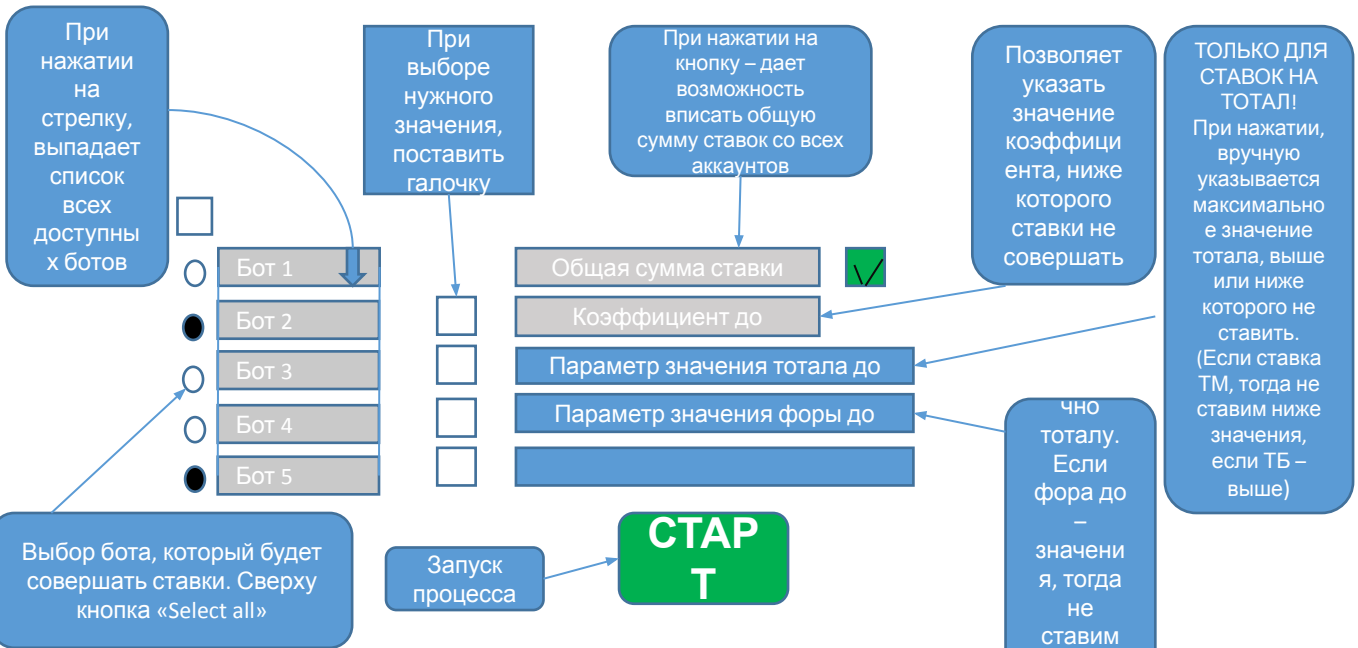 При
нажатии
на
стрелку,
выпадает
список
всех
доступны
х ботов
При
выборе
нужного
значения,
поставить
галочку
При нажатии на
кнопку – дает
возможность
вписать общую
сумму ставок со всех
аккаунтов
Позволяет
указать
значение
коэффици
ента, ниже
которого
ставки не
совершать
ТОЛЬКО ДЛЯ
СТАВОК НА
ТОТАЛ!
При нажатии,
вручную
указывается
максимально
е значение
тотала, выше
или ниже
которого не
ставить.
(Если ставка
ТМ, тогда не
ставим ниже
значения,
если ТБ –
выше)
Бот 1
Бот 2
Бот 3
Бот 4
Бот 5
Общая сумма ставки
Коэффициент до
Параметр значения тотала до
Параметр значения форы до
чно
тоталу.
Если
фора до
–
значени
я, тогда
не
ставим
Выбор бота, который будет
совершать ставки. Сверху
кнопка «Select all»
Запуск
процесса
СТАР
Т